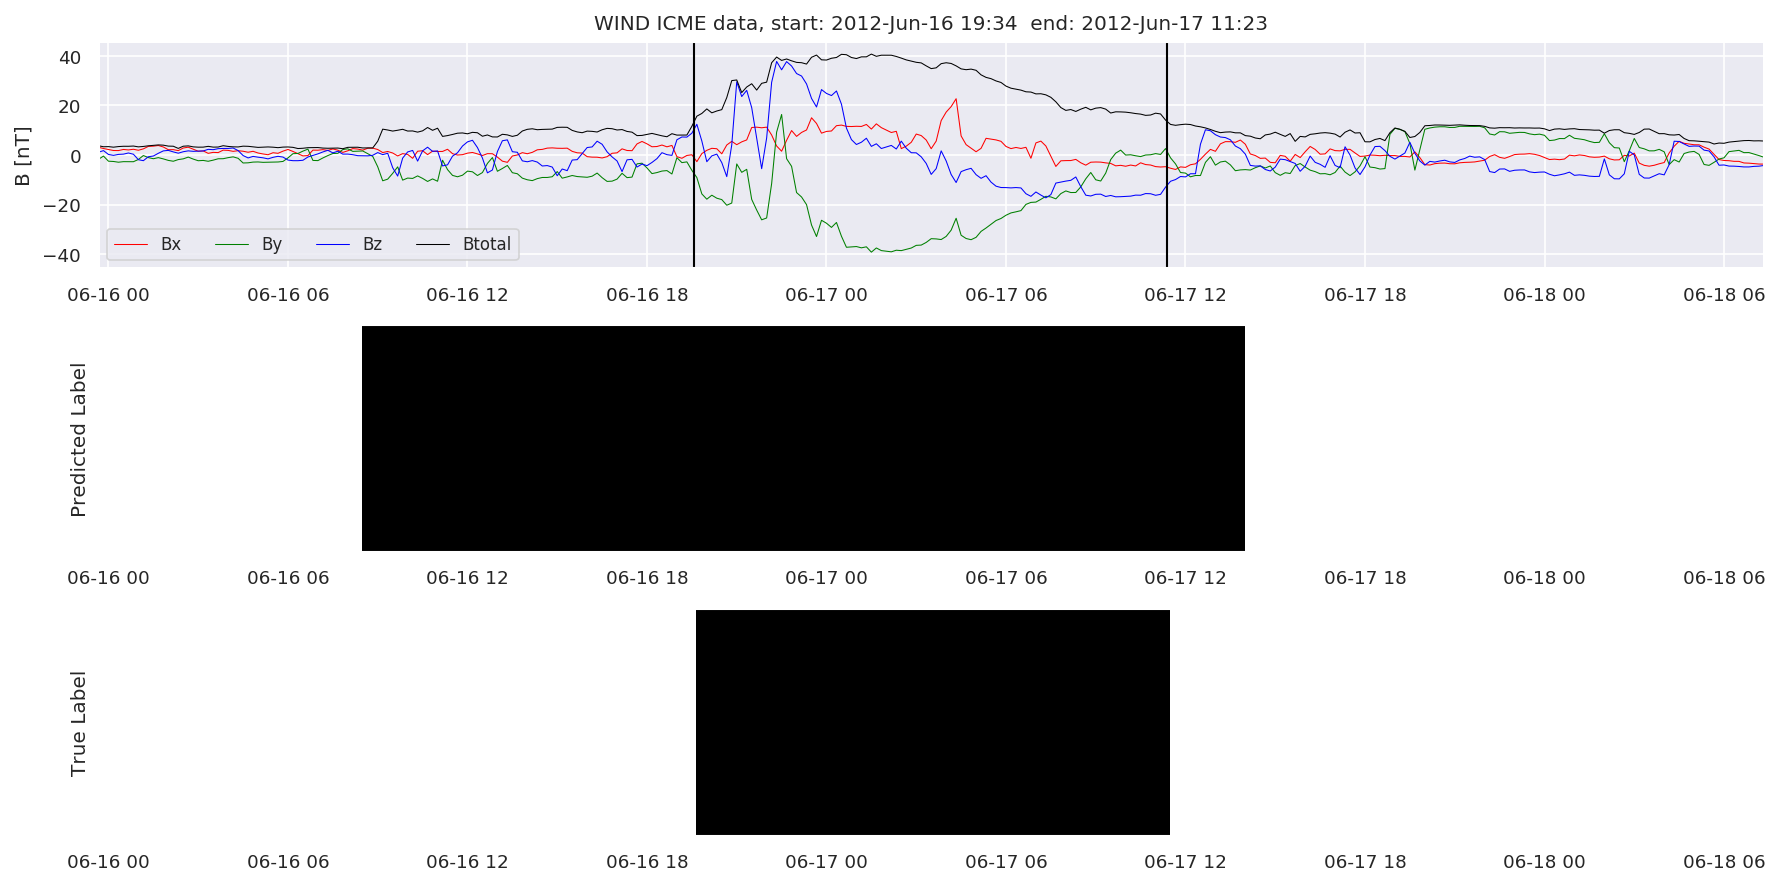 WIND ICME data, start: 2012-Jun-16 19:34  end: 2012-Jun-17 11:23
B [nT]
40
20
0
−20
−40
Bx By Bz Btotal
06-16 00 06-16 06 06-16 12 06-16 18 06-17 00 06-17 06 06-17 12 06-17 18 06-18 00 06-18 06
Predicted Label
06-16 00 06-16 06 06-16 12 06-16 18 06-17 00 06-17 06 06-17 12 06-17 18 06-18 00 06-18 06
True Label
06-16 00 06-16 06 06-16 12 06-16 18 06-17 00 06-17 06 06-17 12 06-17 18 06-18 00 06-18 06